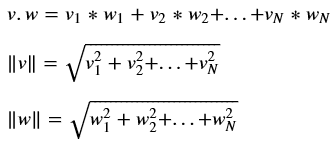 v.w = v₁ * w₁ + v₂ * w₂+...+v_N * w_N
‖v‖ = √(v₁² + v₂²+...+v_N²)
‖w‖ = √(w₁² + w₂²+...+w_N²)